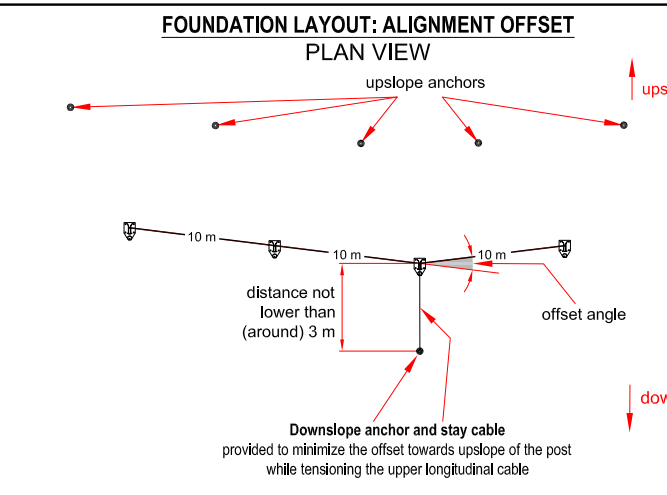 FOUNDATION LAYOUT: ALIGNMENT OFFSET
PLAN VIEW
upslope anchors
ups
10 m
10 m
10 m
distance not
lower than
(around) 3 m
offset angle
dow
Downslope anchor and stay cable
provided to minimize the offset towards upslope of the post
while tensioning the upper longitudinal cable